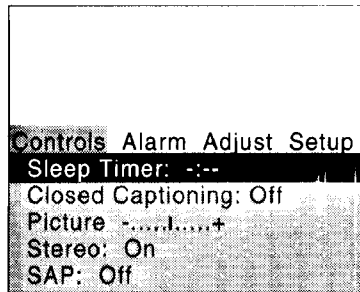 Controls Alarm Adjust Setup
Sleep Timer: -:--
Closed Captioning: Off
Picture -.....ı.....+
Stereo: On
SAP: Off